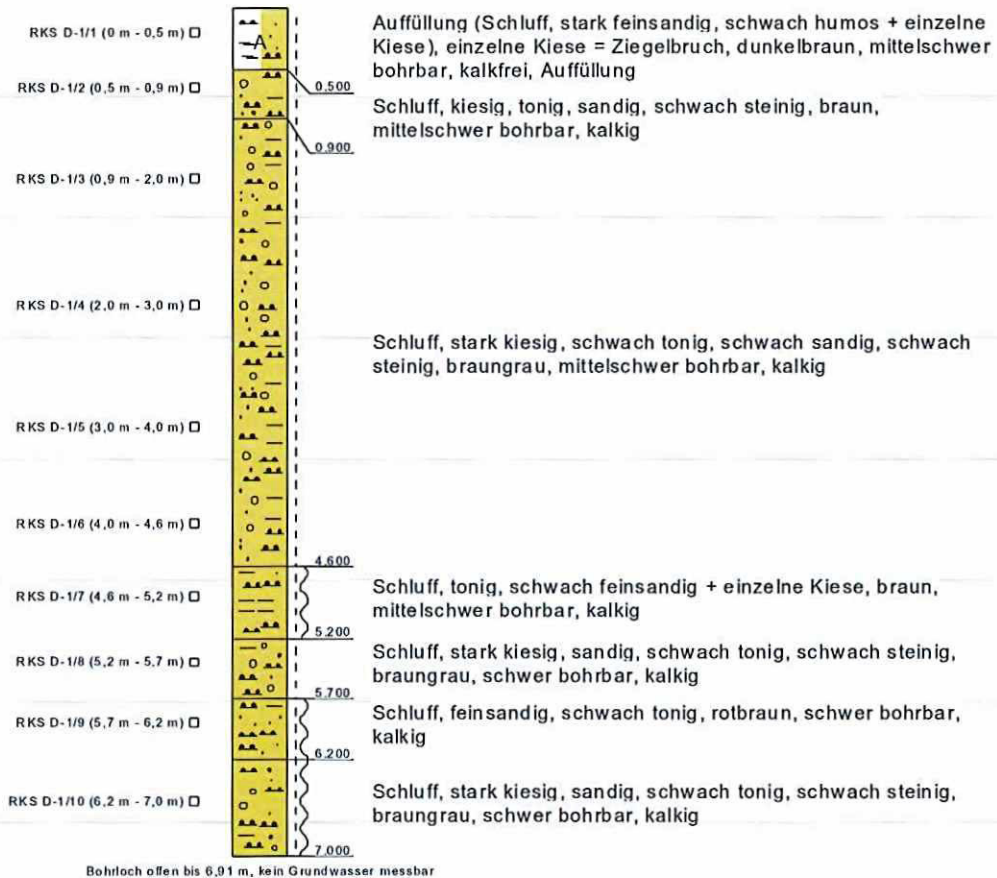 RKS D-1/1 (0 m - 0,5 m)
A
Auffüllung (Schluff, stark feinsandig, schwach humos + einzelne
Kiese), einzelne Kiese = Ziegelbruch, dunkelbraun, mittelschwer
bohrbar, kalkfrei, Auffüllung
0.500
RKS D-1/2 (0,5 m - 0,9 m)
Schluff, kiesig, tonig, sandig, schwach steinig, braun,
mittelschwer bohrbar, kalkig
0.900
RKS D-1/3 (0,9 m - 2,0 m)
RKS D-1/4 (2,0 m - 3,0 m)
Schluff, stark kiesig, schwach tonig, schwach sandig, schwach
steinig, braungrau, mittelschwer bohrbar, kalkig
RKS D-1/5 (3,0 m - 4,0 m)
RKS D-1/6 (4,0 m - 4,6 m)
4.600
RKS D-1/7 (4,6 m - 5,2 m)
Schluff, tonig, schwach feinsandig + einzelne Kiese, braun,
mittelschwer bohrbar, kalkig
5.200
RKS D-1/8 (5,2 m - 5,7 m)
Schluff, stark kiesig, sandig, schwach tonig, schwach steinig,
braungrau, schwer bohrbar, kalkig
5.700
RKS D-1/9 (5,7 m - 6,2 m)
Schluff, feinsandig, schwach tonig, rotbraun, schwer bohrbar,
kalkig
6.200
RKS D-1/10 (6,2 m - 7,0 m)
Schluff, stark kiesig, sandig, schwach tonig, schwach steinig,
braungrau, schwer bohrbar, kalkig
7.000
Bohrloch offen bis 6,91 m, kein Grundwasser messbar